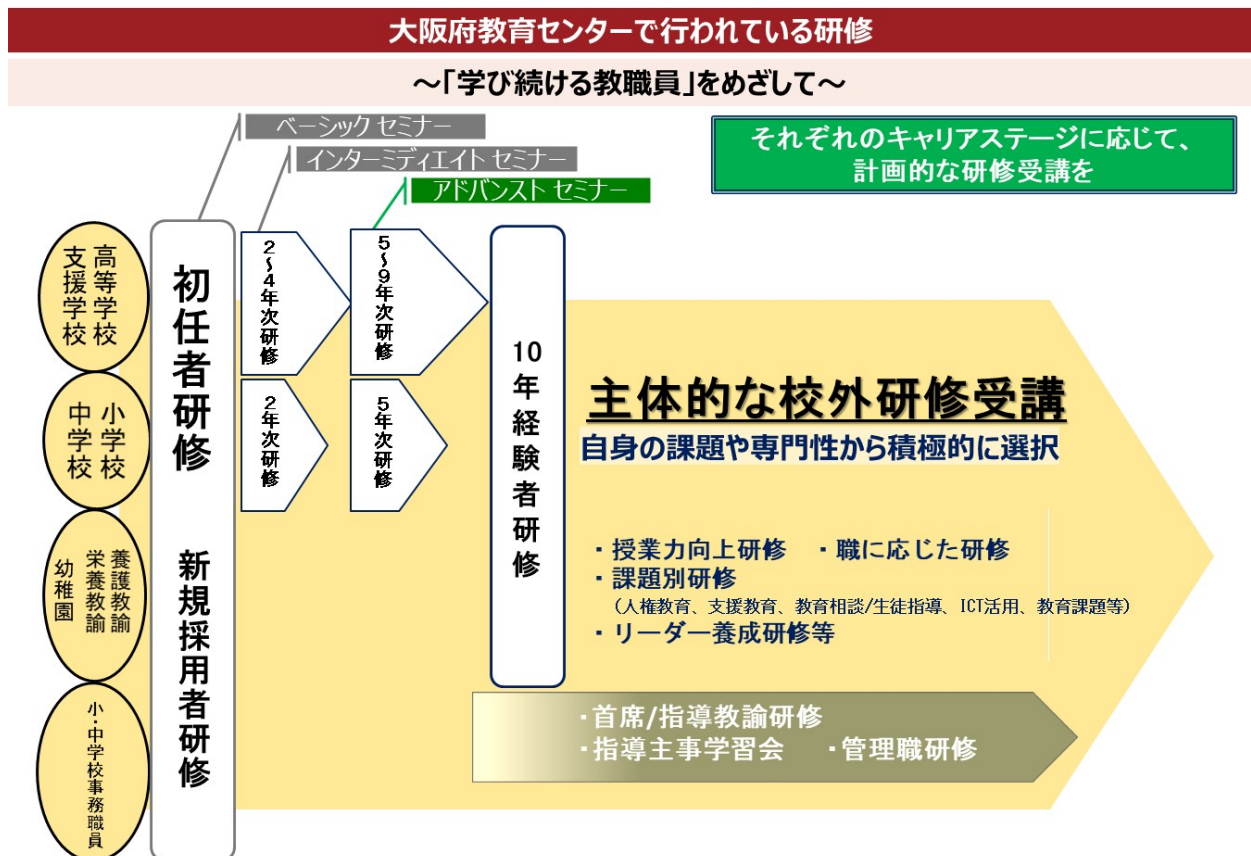 大阪府教育センターで行われている研修
～「学び続ける教職員」をめざして～
ベーシック セミナー
インターミディエイト セミナー
アドバンスト セミナー
それぞれのキャリアステージに応じて、
計画的な研修受講を
高等学校
支援学校
小学校
中学校
養護教諭
栄養教諭
幼稚園
小・中学校事務職員
初任者研修
新規採用者研修
2～4年次研修
5～9年次研修
2年次研修
5年次研修
10年経験者研修
主体的な校外研修受講
自身の課題や専門性から積極的に選択
・授業力向上研修　・職に応じた研修
・課題別研修
（人権教育、支援教育、教育相談/生徒指導、ICT活用、教育課題等）
・リーダー養成研修等
・首席/指導教諭研修
・指導主事学習会　・管理職研修